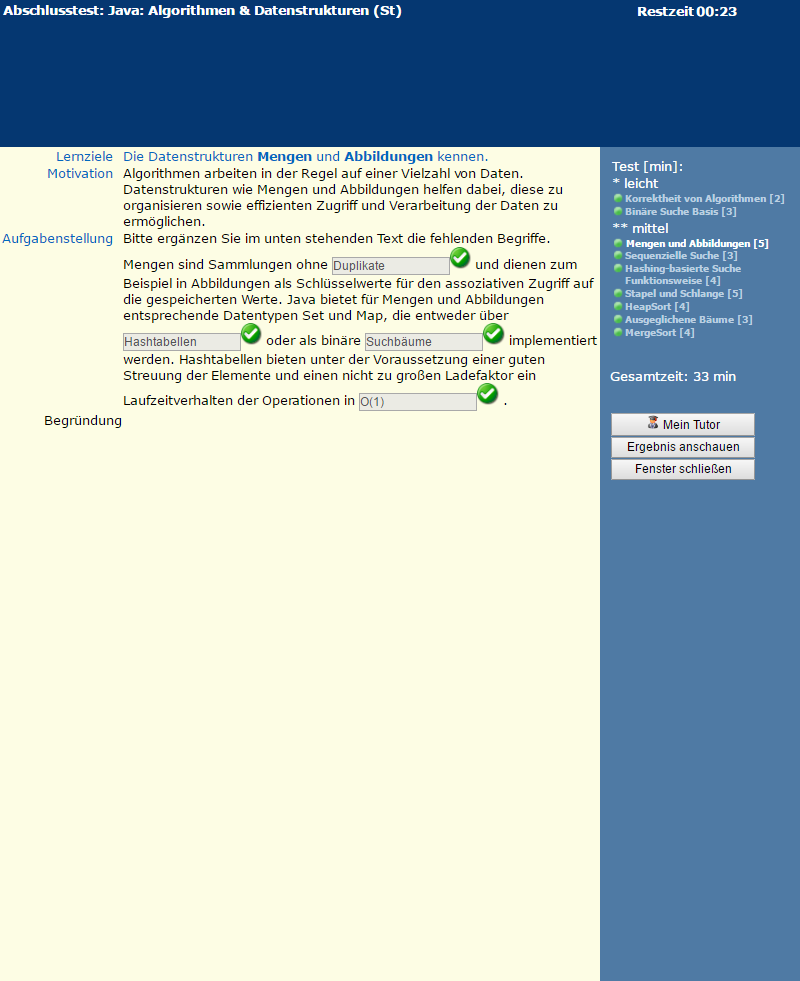 Abschlusstest: Java: Algorithmen & Datenstrukturen (St)
Restzeit 00:23
Lernziele Die Datenstrukturen Mengen und Abbildungen kennen.
Motivation Algorithmen arbeiten in der Regel auf einer Vielzahl von Daten.
Datenstrukturen wie Mengen und Abbildungen helfen dabei, diese zu
organisieren sowie effizienten Zugriff und Verarbeitung der Daten zu
ermöglichen.
Aufgabenstellung Bitte ergänzen Sie im unten stehenden Text die fehlenden Begriffe.
Mengen sind Sammlungen ohne Duplikate und dienen zum
Beispiel in Abbildungen als Schlüsselwerte für den assoziativen Zugriff auf
die gespeicherten Werte. Java bietet für Mengen und Abbildungen
entsprechende Datentypen Set und Map, die entweder über
Hashtabellen oder als binäre Suchbäume implementiert
werden. Hashtabellen bieten unter der Voraussetzung einer guten
Streuung der Elemente und einen nicht zu großen Ladefaktor ein
Laufzeitverhalten der Operationen in O(1) .
Begründung
Test [min]:
* leicht
Korrektheit von Algorithmen [2]
Binäre Suche Basis [3]
** mittel
Mengen und Abbildungen [5]
Sequenzielle Suche [3]
Hashing-basierte Suche
Funktionsweise [4]
Stapel und Schlange [5]
HeapSort [4]
Ausgeglichene Bäume [3]
MergeSort [4]
Gesamtzeit: 33 min
Mein Tutor
Ergebnis anschauen
Fenster schließen